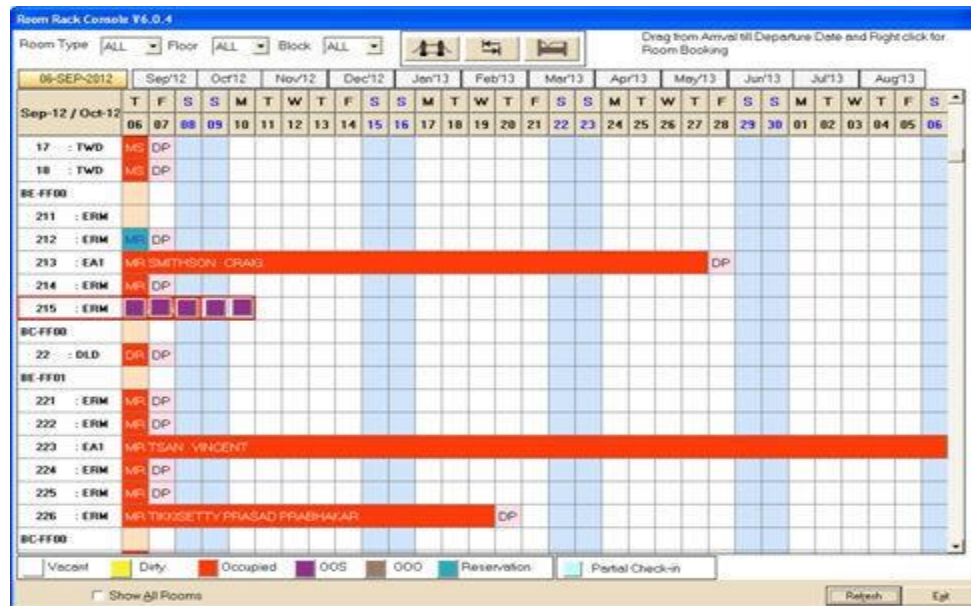 Room Rack Console V6.0.4
Room Type ALL Floor ALL Block ALL Drag from Arrival till Departure Date and Right click for
Room Booking
06-SEP-2012 Sep'12 Oct'12 Nov'12 Dec'12 Jan'13 Feb'13 Mar'13 Apr'13 May'13 Jun'13 Jul'13 Aug'13
Sep-12 / Oct-12 T F S S M T W T F S S M T W T F S S M T W T F S S M T W T F S
06 07 08 09 10 11 12 13 14 15 16 17 18 19 20 21 22 23 24 25 26 27 28 29 30 01 02 03 04 05 06
17 : TWD MS DP
18 : TWD MS DP
BE-FF00
211 : ERM
212 : ERM MR DP
213 : EA1 MR SMITHSON CRAIG DP
214 : ERM MR DP
215 : ERM
BC-FF00
22 : DLD DR DP
BE-FF01
221 : ERM MR DP
222 : ERM MR DP
223 : EA1 MR TSAN VINCENT
224 : ERM MR DP
225 : ERM MR DP
226 : ERM MR TIKKISETTY PRASAD PRABHAKAR DP
BC-FF00
Vacant Dirty Occupied OOS OOO Reservation Partial Check-in
Show All Rooms Refresh Exit